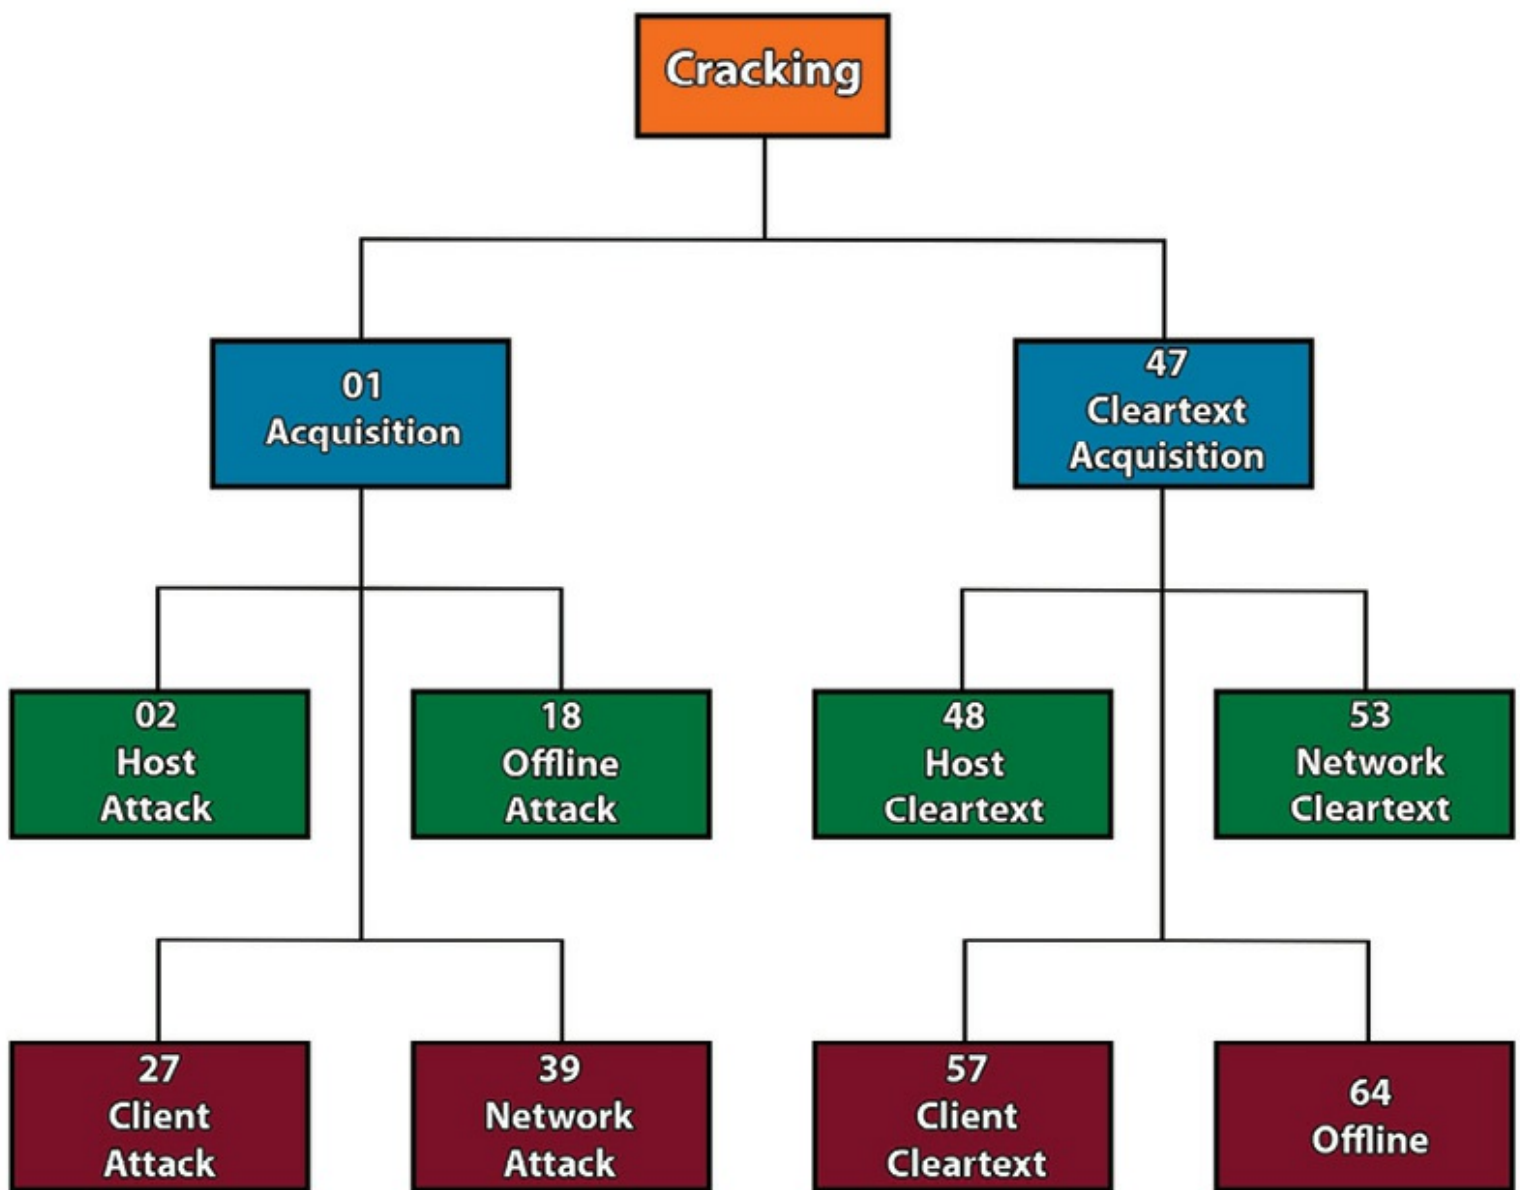 Cracking
01
Acquisition
47
Cleartext
Acquisition
02
Host
Attack
18
Offline
Attack
48
Host
Cleartext
53
Network
Cleartext
27
Client
Attack
39
Network
Attack
57
Client
Cleartext
64
Offline